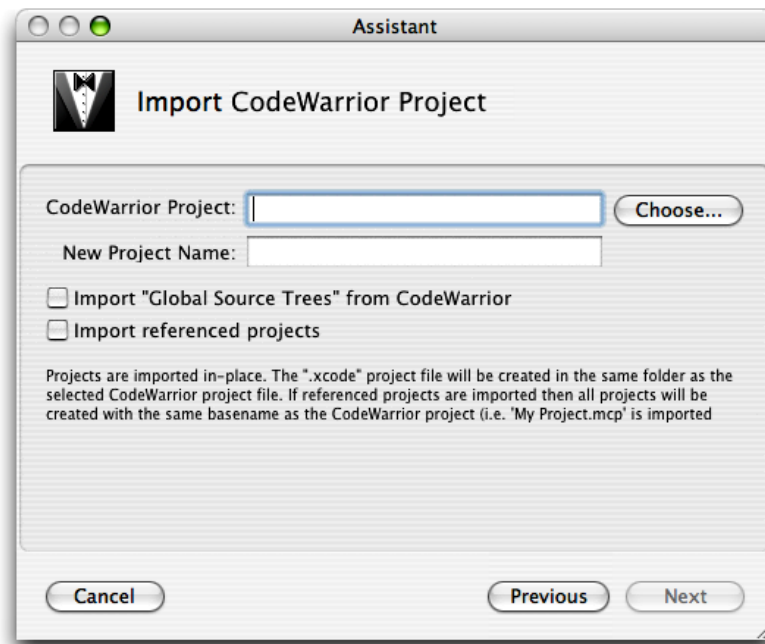 Assistant
Import CodeWarrior Project
CodeWarrior Project: Choose...
New Project Name:
Import "Global Source Trees" from CodeWarrior
Import referenced projects
Projects are imported in-place. The ".xcode" project file will be created in the same folder as the
selected CodeWarrior project file. If referenced projects are imported then all projects will be
created with the same basename as the CodeWarrior project (i.e. 'My Project.mcp' is imported
Cancel Previous Next